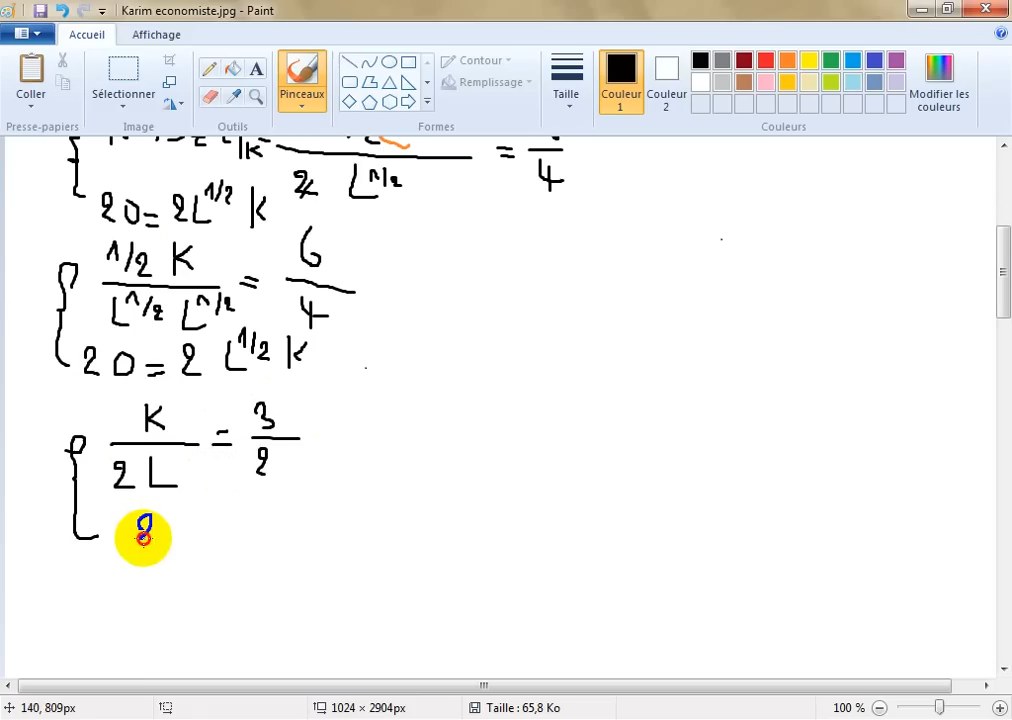 Karim economiste.jpg - Paint
Accueil Affichage
Coller Sélectionner Pinceaux Contour Remplissage Taille Couleur 1 Couleur 2 Modifier les couleurs
Presse-papiers Image Outils Formes Couleurs
2 L^1/2 = 4
20 = 2L^1/2 K
1/2 K / L^1/2 L^1/2 = 6 / 4
20 = 2 L^1/2 K
K / 2 L = 3 / 2
140, 809px 1024 × 2904px Taille : 65,8 Ko 100 %